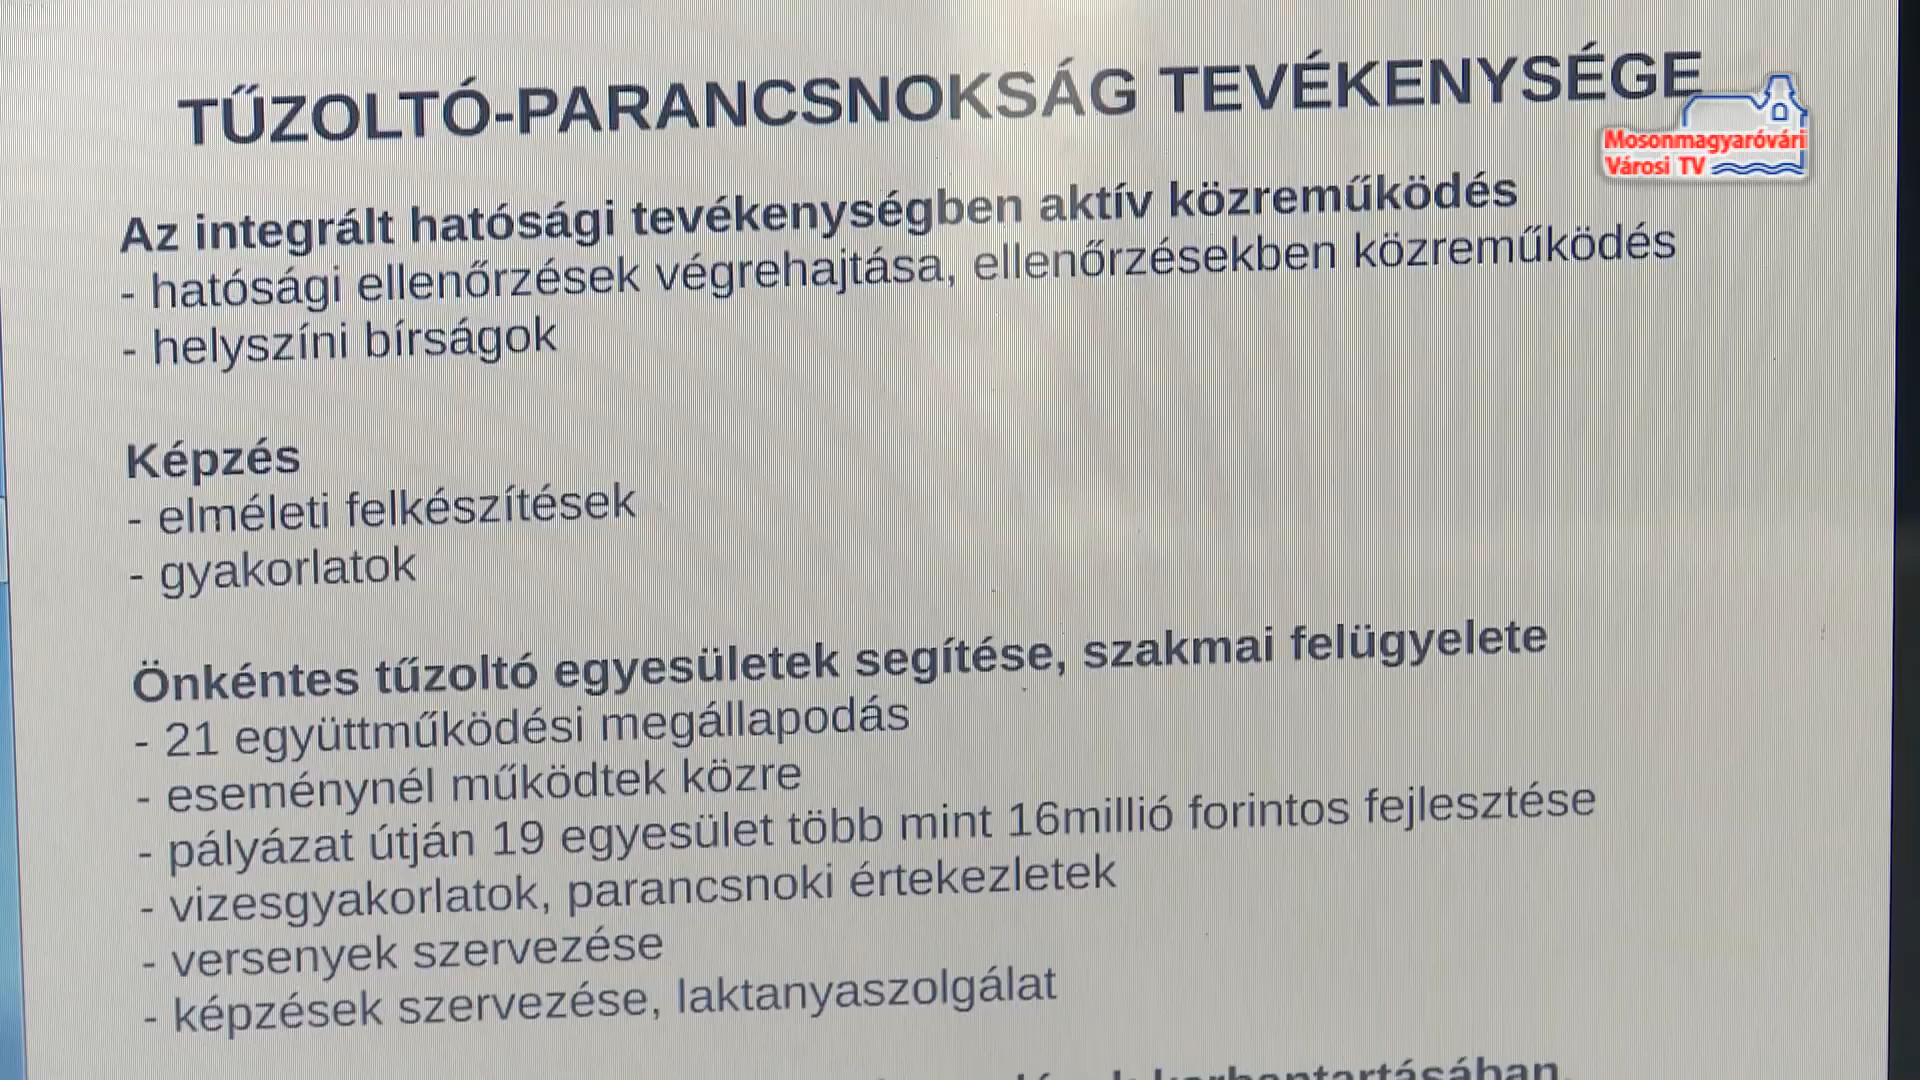 TŰZOLTÓ-PARANCSNOKSÁG TEVÉKENYSÉGE
Mosonmagyaróvári
Városi TV
Az integrált hatósági tevékenységben aktív közreműködés
- hatósági ellenőrzések végrehajtása, ellenőrzésekben közreműködés
- helyszíni bírságok
Képzés
- elméleti felkészítések
- gyakorlatok
Önkéntes tűzoltó egyesületek segítése, szakmai felügyelete
- 21 együttműködési megállapodás
- eseménynél működtek közre
- pályázat útján 19 egyesület több mint 16millió forintos fejlesztése
- vizesgyakorlatok, parancsnoki értekezletek
- versenyek szervezése
- képzések szervezése, laktanyaszolgálat